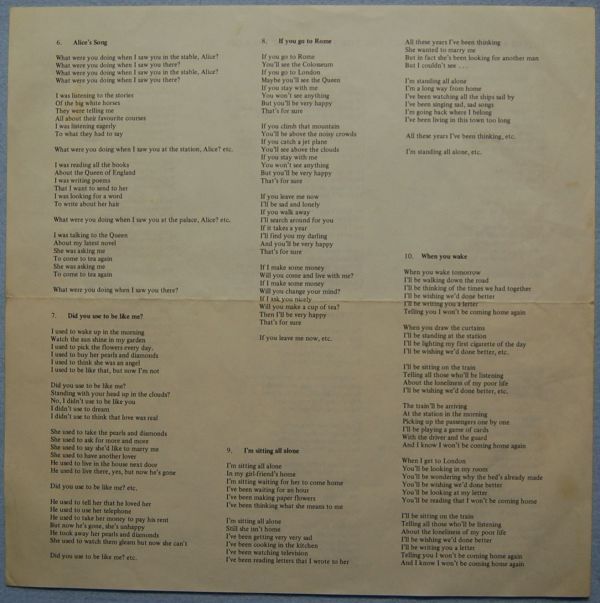 6. Alice's Song
What were you doing when I saw you in the stable, Alice?
What were you doing when I saw you there?
What were you doing when I saw you in the stable, Alice?
What were you doing when I saw you there?
I was listening to the stories
Of the big white horses
They were telling me
All about their favourite courses
I was listening eagerly
To what they had to say
What were you doing when I saw you at the station, Alice? etc.
I was reading all the books
About the Queen of England
I was writing poems
That I want to send to her
I was looking for a word
To write about her hair
What were you doing when I saw you at the palace, Alice? etc.
I was talking to the Queen
About my latest novel
She was asking me
To come to tea again
She was asking me
To come to tea again
What were you doing when I saw you there?
7. Did you use to be like me?
I used to wake up in the morning
Watch the sun shine in my garden
I used to pick the flowers every day.
I used to buy her pearls and diamonds
I used to think she was an angel
I used to be like that, but now I'm not
Did you use to be like me?
Standing with your head up in the clouds?
No, I didn't use to be like you
I didn't use to dream
I didn't use to think that love was real
She used to take the pearls and diamonds
She used to ask for more and more
She used to say she'd like to marry me
She used to have another lover
He used to live in the house next door
He used to live there, yes, but now he's gone
Did you use to be like me? etc.
He used to tell her that he loved her
He used to use her telephone
He used to take her money to pay his rent
But now he's gone, she's unhappy
He took away her pearls and diamonds
She used to watch them gleam but now she can't
Did you use to be like me? etc.
8. If you go to Rome
If you go to Rome
You'll see the Colosseum
If you go to London
Maybe you'll see the Queen
If you stay with me
You won't see anything
But you'll be very happy
That's for sure
If you climb that mountain
You'll be above the noisy crowds
If you catch a jet plane
You'll see above the clouds
If you stay with me
You won't see anything
But you'll be very happy
That's for sure
If you leave me now
I'll be sad and lonely
If you walk away
I'll search around for you
If it takes a year
I'll find you my darling
And you'll be very happy
That's for sure
If I make some money
Will you come and live with me?
If I make some money
Will you change your mind?
If I ask you nicely
Will you make a cup of tea?
Then I'll be very happy
That's for sure
If you leave me now, etc.
9. I'm sitting all alone
I'm sitting all alone
In my girl-friend's home
I'm sitting waiting for her to come home
I've been waiting for an hour
I've been making paper flowers
I've been thinking what she means to me
I'm sitting all alone
Still she isn't home
I've been getting very very sad
I've been cooking in the kitchen
I've been watching television
I've been reading letters that I wrote to her
All these years I've been thinking
She wanted to marry me
But in fact she's been looking for another man
But I couldn't see . . .
I'm standing all alone
I'm a long way from home
I've been watching all the ships sail by
I've been singing sad, sad songs
I'm going back where I belong
I've been living in this town too long
All these years I've been thinking, etc.
I'm standing all alone, etc.
10. When you wake
When you wake tomorrow
I'll be walking down the road
I'll be thinking of the times we had together
I'll be wishing we'd done better
I'll be writing you a letter
Telling you I won't be coming home again
When you draw the curtains
I'll be standing at the station
I'll be lighting my first cigarette of the day
I'll be wishing we'd done better, etc.
I'll be sitting on the train
Telling all those who'll be listening
About the loneliness of my poor life
I'll be wishing we'd done better, etc.
The train'll be arriving
At the station in the morning
Picking up the passengers one by one
I'll be playing a game of cards
With the driver and the guard
And I know I won't be coming home again
When I get to London
You'll be looking in my room
You'll be wondering why the bed's already made
You'll be wishing we'd done better
You'll be looking at my letter
You'll be reading that I won't be coming home
I'll be sitting on the train
Telling all those who'll be listening
About the loneliness of my poor life
I'll be wishing we'd done better
I'll be writing you a letter
Telling you I won't be coming home again
And I know I won't be coming home again